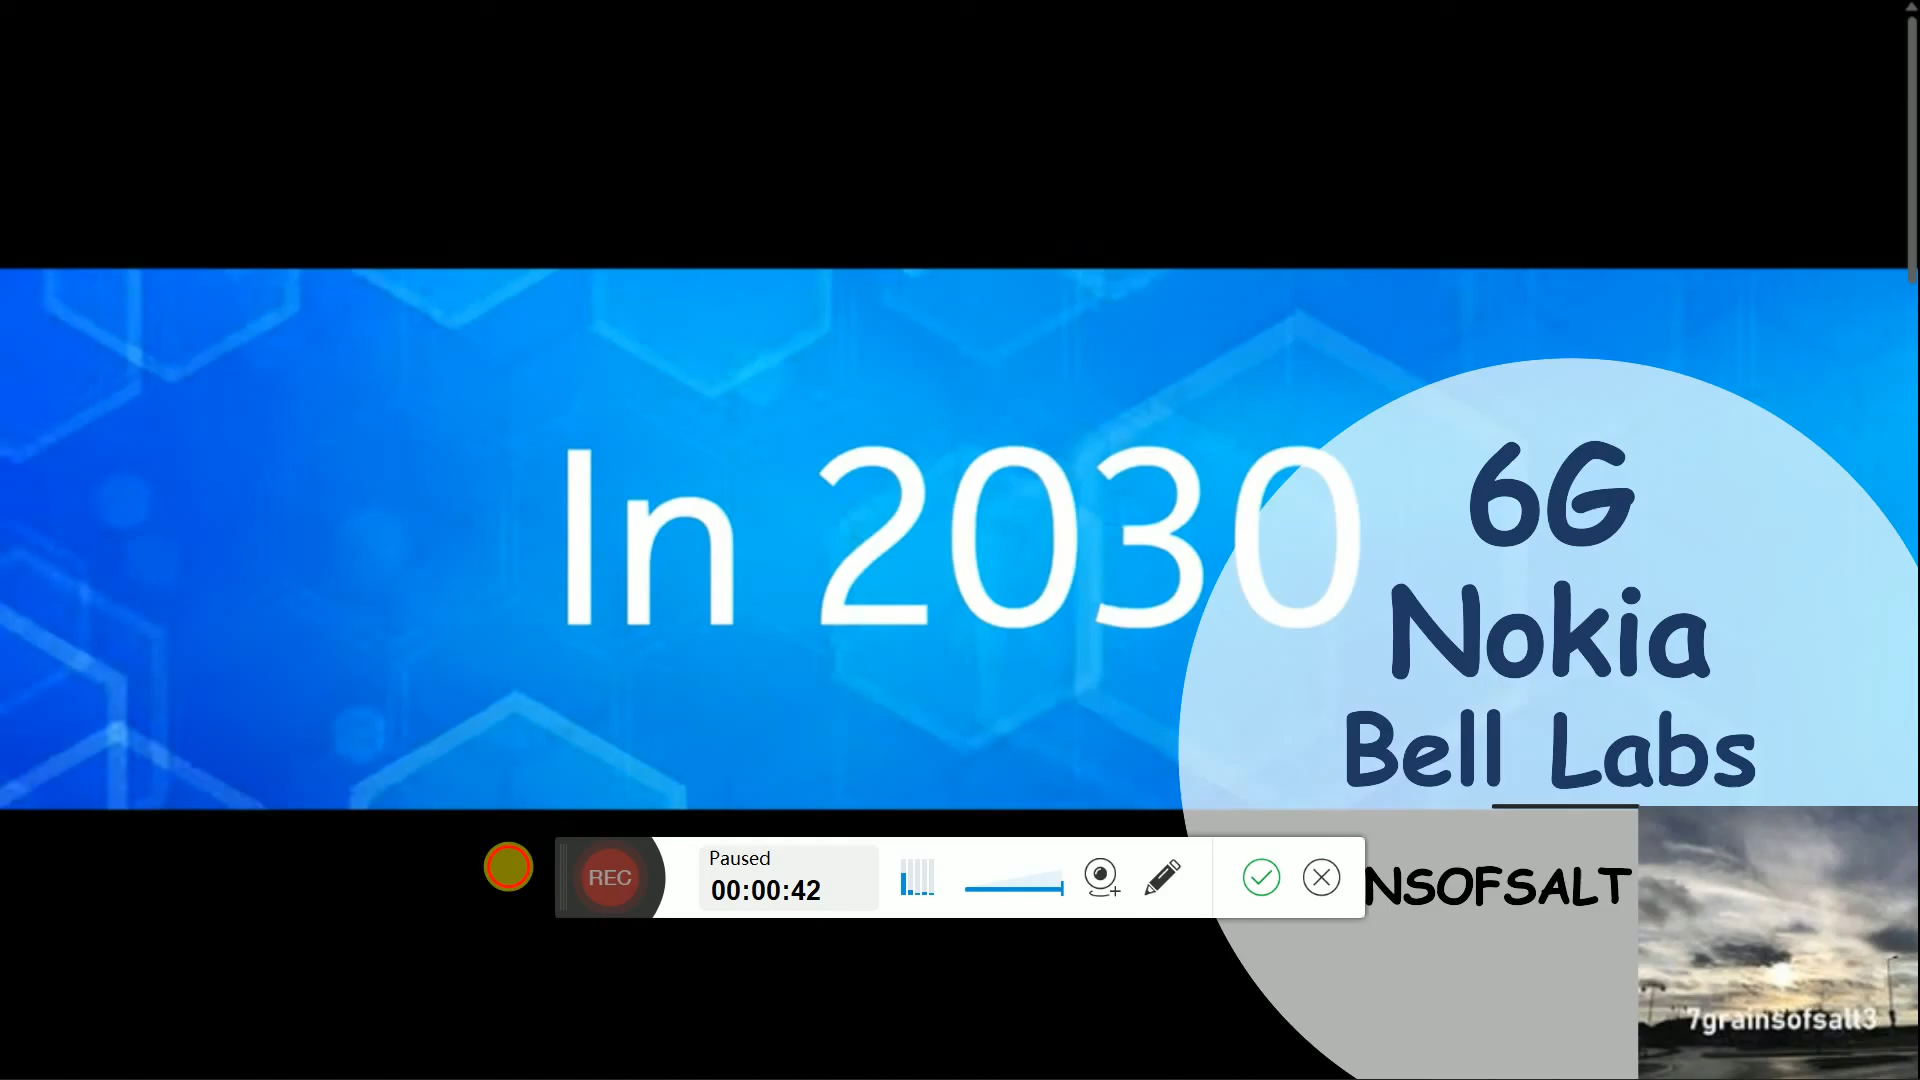 In 2030
6G
Nokia
Bell Labs
REC
Paused
00:00:42
NSOFSALT
7grainsofsalt3